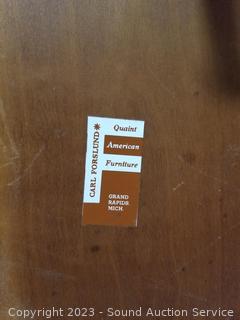 CARL FORSLUND*
Quaint
American
Furniture
GRAND
RAPIDS
MICH.
Copyright 2023 - Sound Auction Service